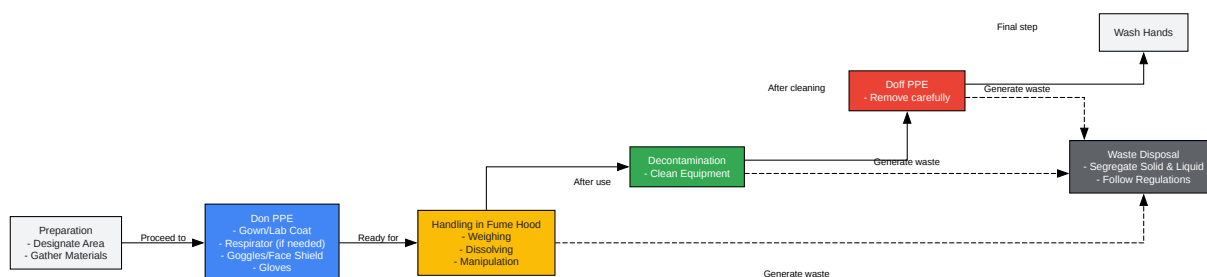 Preparation
- Designate Area
- Gather Materials
Proceed to
Don PPE
- Gown/Lab Coat
- Respirator (if needed)
- Goggles/Face Shield
- Gloves
Ready for
Handling in Fume Hood
- Weighing
- Dissolving
- Manipulation
After use
Decontamination
- Clean Equipment
After cleaning
Doff PPE
- Remove carefully
Final step
Wash Hands
Generate waste
Generate waste
Generate waste
Waste Disposal
- Segregate Solid & Liquid
- Follow Regulations